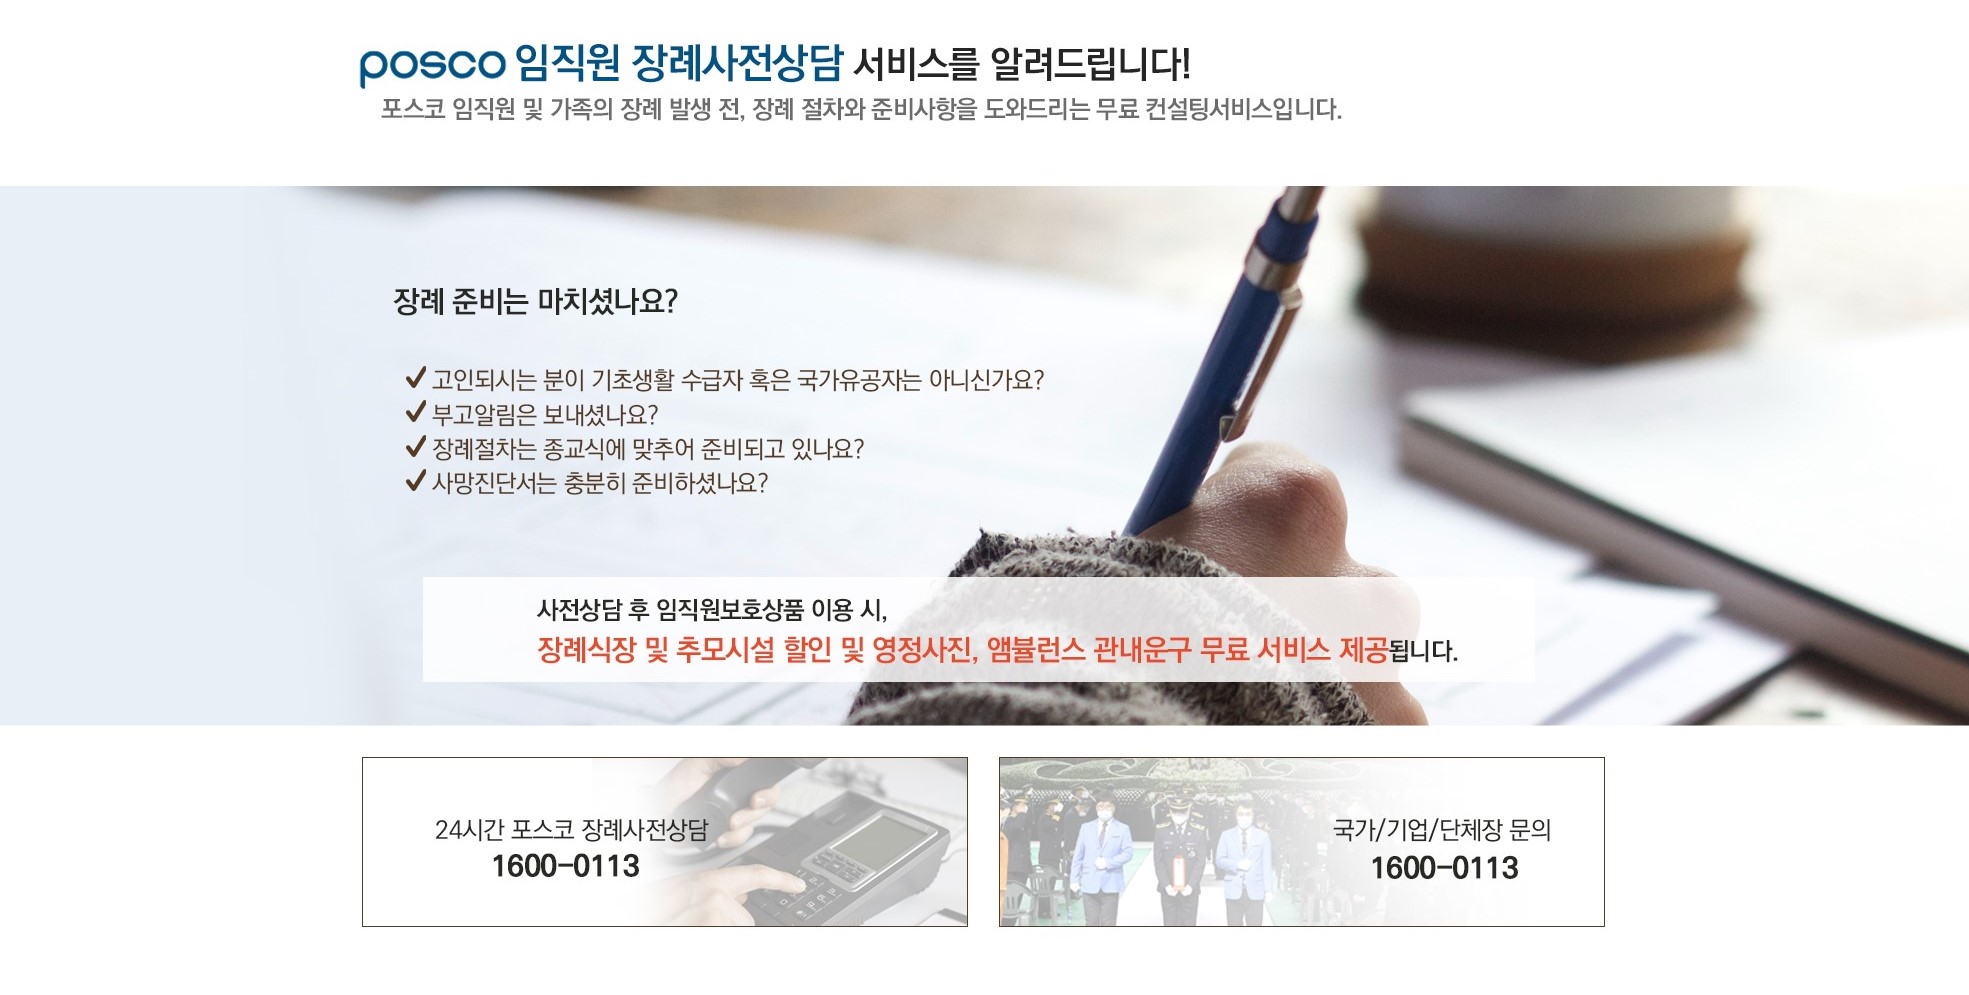 posco 임직원 장례사전상담 서비스를 알려드립니다!
포스코 임직원 및 가족의 장례 발생 전, 장례 절차와 준비사항을 도와드리는 무료 컨설팅서비스입니다.
장례 준비는 마치셨나요?
고인되시는 분이 기초생활 수급자 혹은 국가유공자는 아니신가요?
부고알림은 보내셨나요?
장례절차는 종교식에 맞추어 준비되고 있나요?
사망진단서는 충분히 준비하셨나요?
사전상담 후 임직원보호상품 이용 시,
장례식장 및 추모시설 할인 및 영정사진, 앰뷸런스 관내운구 무료 서비스 제공됩니다.
24시간 포스코 장례사전상담
1600-0113
국가/기업/단체장 문의
1600-0113